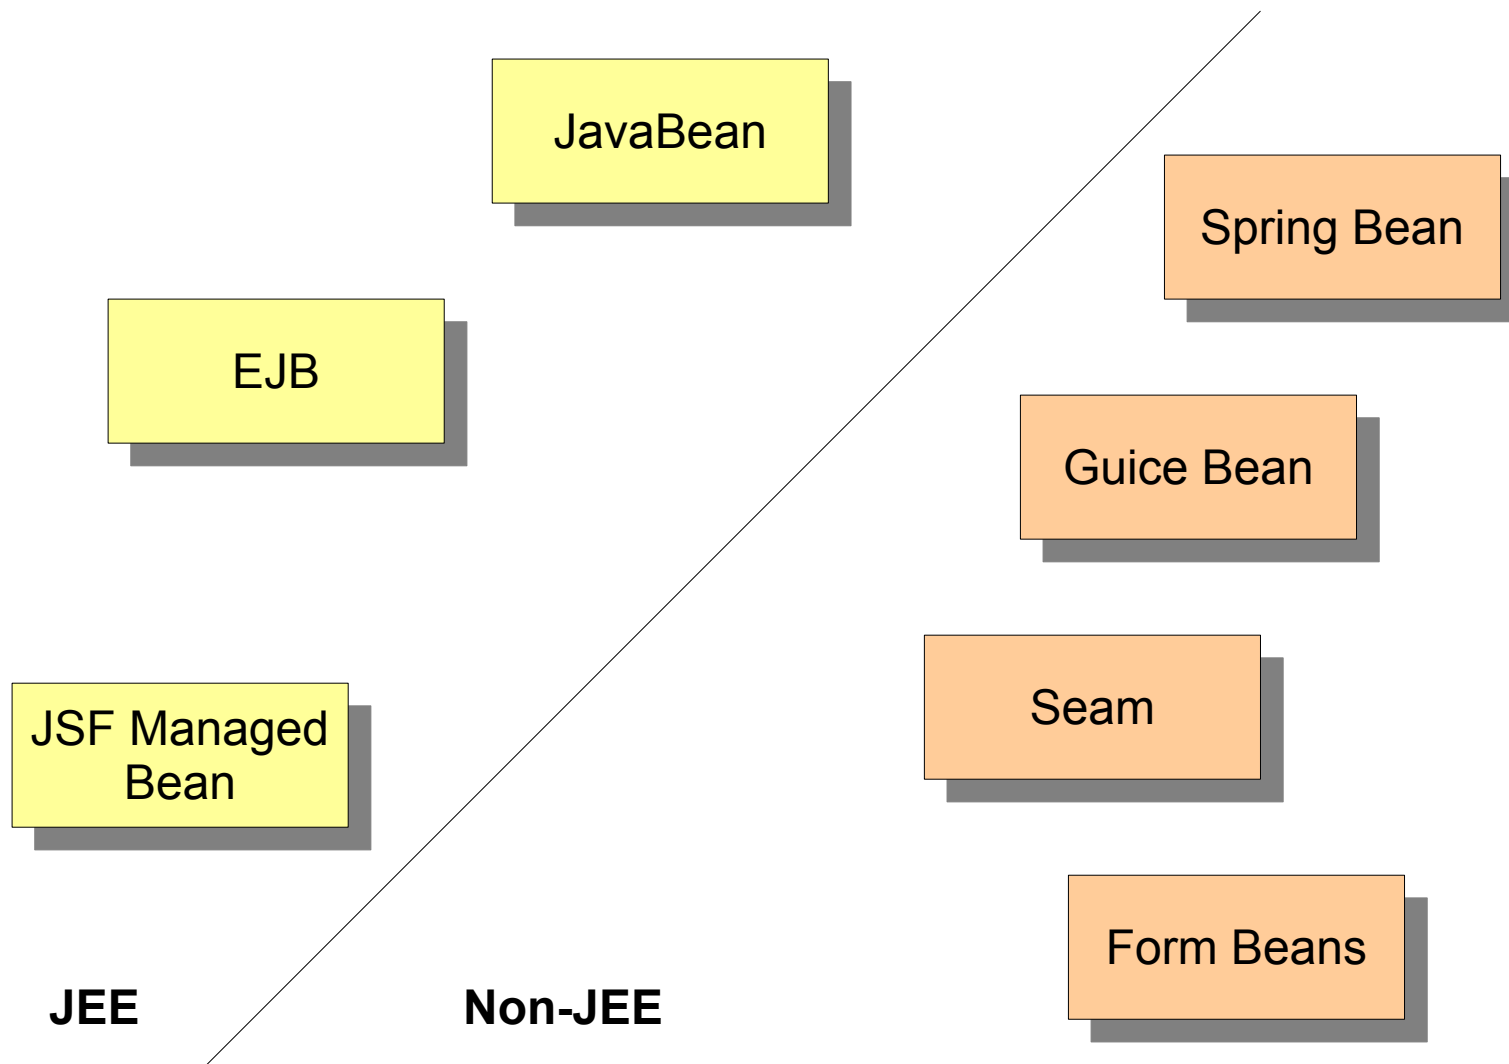 JavaBean
Spring Bean
EJB
Guice Bean
Seam
JSF Managed
Bean
Form Beans
JEE
Non-JEE